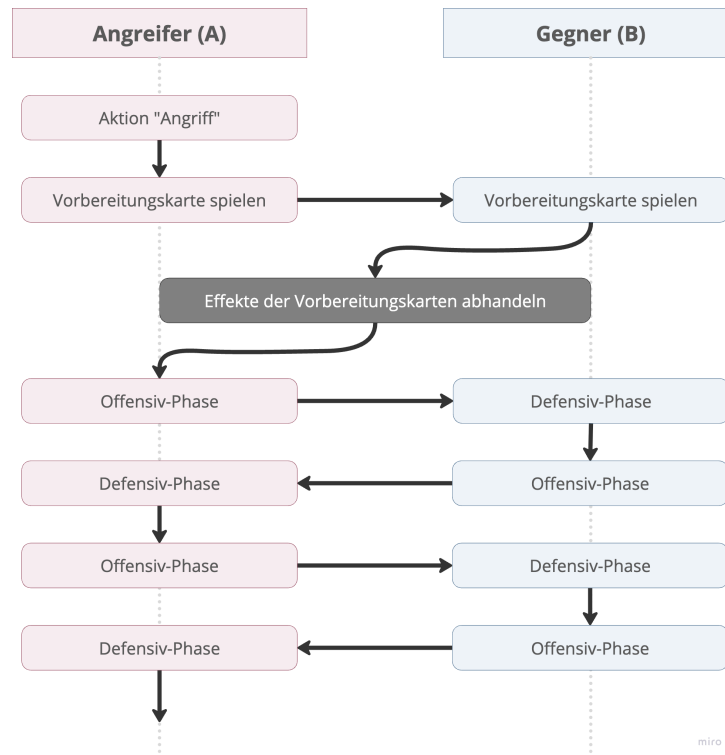 Angreifer (A)
Gegner (B)
Aktion "Angriff"
Vorbereitungskarte spielen
Vorbereitungskarte spielen
Effekte der Vorbereitungskarten abhandeln
Offensiv-Phase
Defensiv-Phase
Defensiv-Phase
Offensiv-Phase
Offensiv-Phase
Defensiv-Phase
Defensiv-Phase
Offensiv-Phase
miro